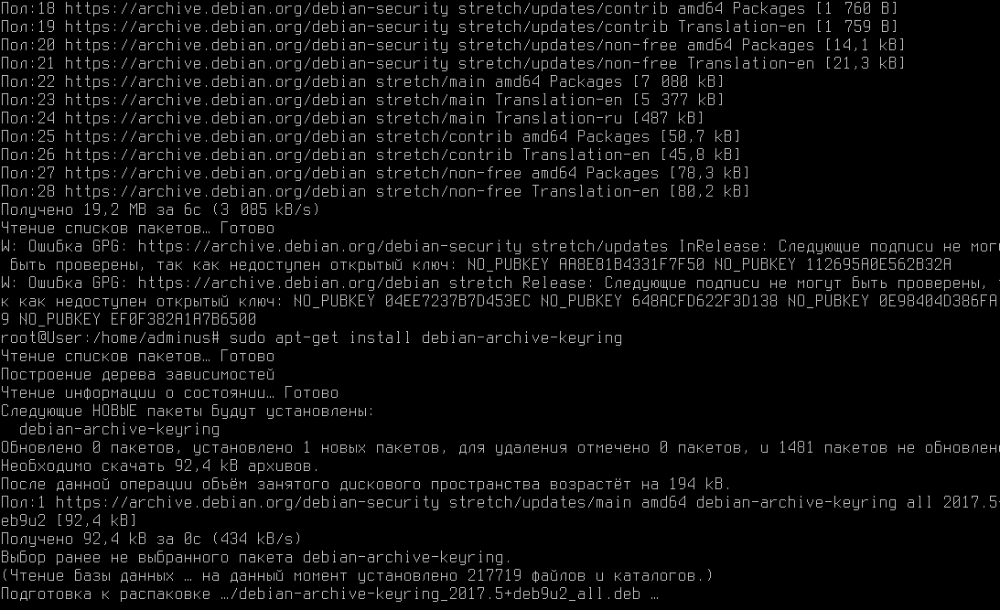 Пол:18 https://archive.debian.org/debian-security stretch/updates/contrib amd64 Packages [1 760 B]
Пол:19 https://archive.debian.org/debian-security stretch/updates/contrib Translation-en [1 759 B]
Пол:20 https://archive.debian.org/debian-security stretch/updates/non-free amd64 Packages [14,1 kB]
Пол:21 https://archive.debian.org/debian-security stretch/updates/non-free Translation-en [21,3 kB]
Пол:22 https://archive.debian.org/debian stretch/main amd64 Packages [7 080 kB]
Пол:23 https://archive.debian.org/debian stretch/main Translation-en [5 377 kB]
Пол:24 https://archive.debian.org/debian stretch/main Translation-ru [487 kB]
Пол:25 https://archive.debian.org/debian stretch/contrib amd64 Packages [50,7 kB]
Пол:26 https://archive.debian.org/debian stretch/contrib Translation-en [45,8 kB]
Пол:27 https://archive.debian.org/debian stretch/non-free amd64 Packages [78,3 kB]
Пол:28 https://archive.debian.org/debian stretch/non-free Translation-en [80,2 kB]
Получено 19,2 MB за 6с (3 085 kB/s)
Чтение списков пакетов… Готово
W: Ошибка GPG: https://archive.debian.org/debian-security stretch/updates InRelease: Следующие подписи не могу
быть проверены, так как недоступен открытый ключ: NO_PUBKEY AA8E81B4331F7F50 NO_PUBKEY 112695A0E562B32A
W: Ошибка GPG: https://archive.debian.org/debian stretch Release: Следующие подписи не могут быть проверены, т
к как недоступен открытый ключ: NO_PUBKEY 04EE7237B7D453EC NO_PUBKEY 648ACFD622F3D138 NO_PUBKEY 0E98404D386FA
9 NO_PUBKEY EF0F382A1A7B6500
root@User:/home/adminus# sudo apt-get install debian-archive-keyring
Чтение списков пакетов… Готово
Построение дерева зависимостей
Чтение информации о состоянии… Готово
Следующие НОВЫЕ пакеты будут установлены:
debian-archive-keyring
Обновлено 0 пакетов, установлено 1 новых пакетов, для удаления отмечено 0 пакетов, и 1481 пакетов не обновлен
Необходимо скачать 92,4 kB архивов.
После данной операции объём занятого дискового пространства возрастёт на 194 kB.
Пол:1 https://archive.debian.org/debian-security stretch/updates/main amd64 debian-archive-keyring all 2017.5+
eb9u2 [92,4 kB]
Получено 92,4 kB за 0с (434 kB/s)
Выбор ранее не выбранного пакета debian-archive-keyring.
(Чтение базы данных … на данный момент установлено 217719 файлов и каталогов.)
Подготовка к распаковке …/debian-archive-keyring_2017.5+deb9u2_all.deb …